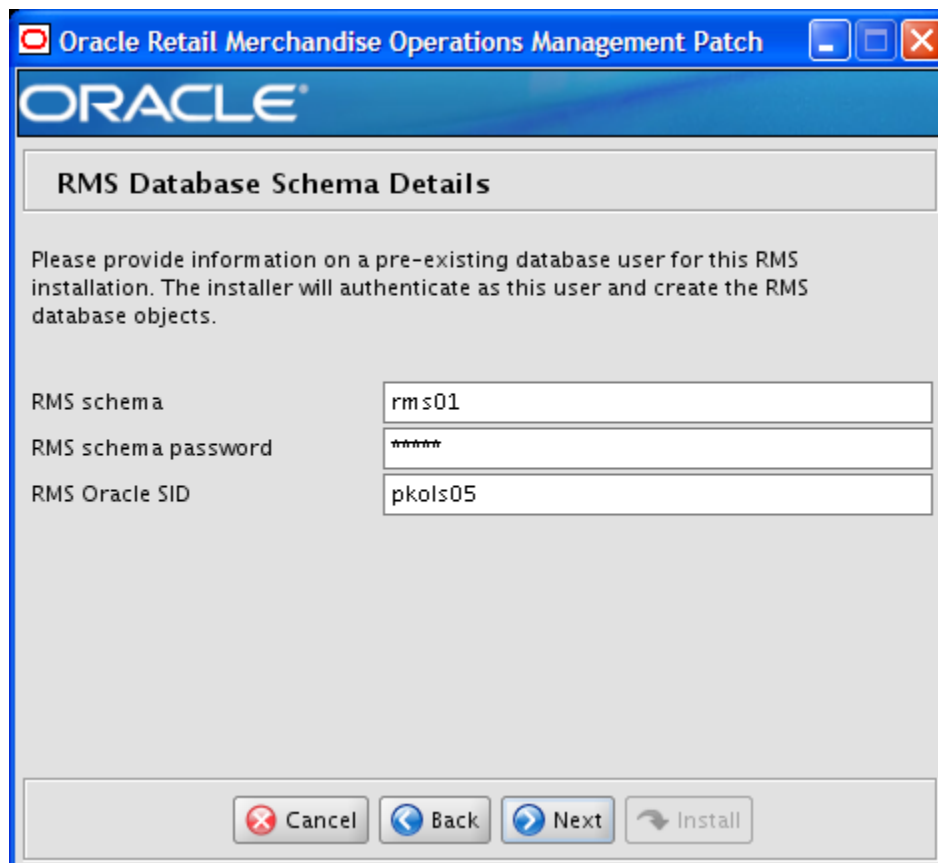 Oracle Retail Merchandise Operations Management Patch
ORACLE
RMS Database Schema Details
Please provide information on a pre-existing database user for this RMS
installation. The installer will authenticate as this user and create the RMS
database objects.
RMS schema
rms01
RMS schema password
*****
RMS Oracle SID
pkols05
Cancel
Back
Next
Install